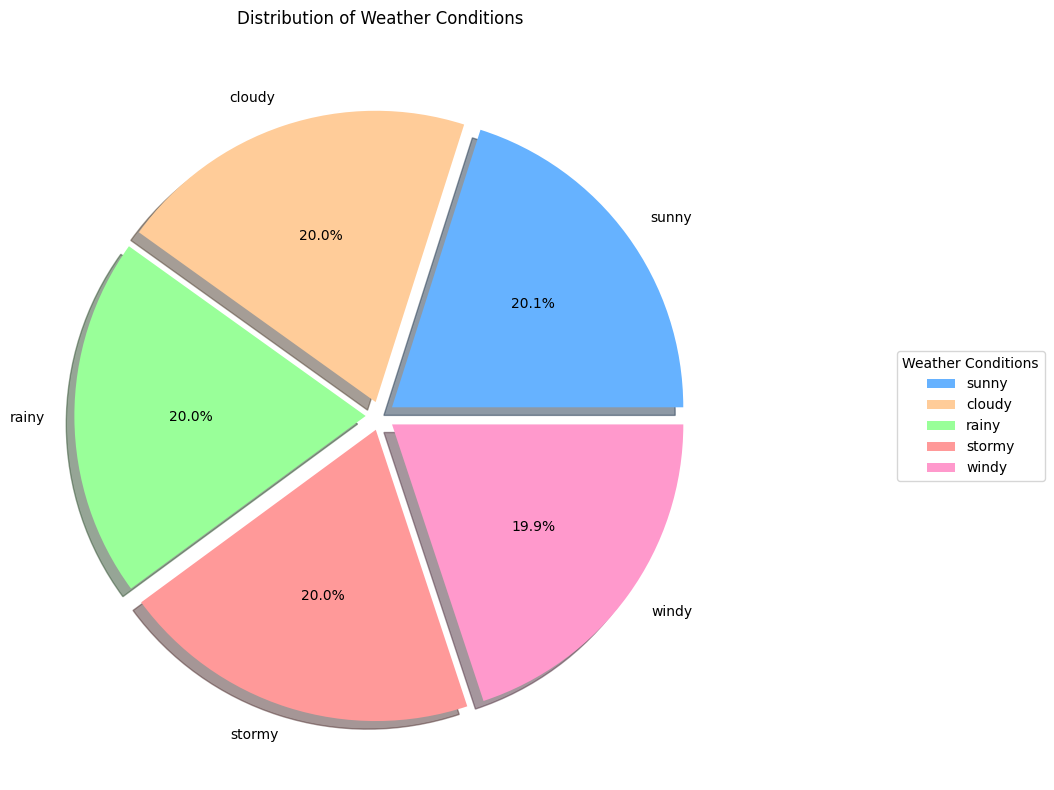 Distribution of Weather Conditions
cloudy
sunny
20.0%
20.1%
rainy
20.0%
19.9%
20.0%
windy
stormy
Weather Conditions
sunny
cloudy
rainy
stormy
windy